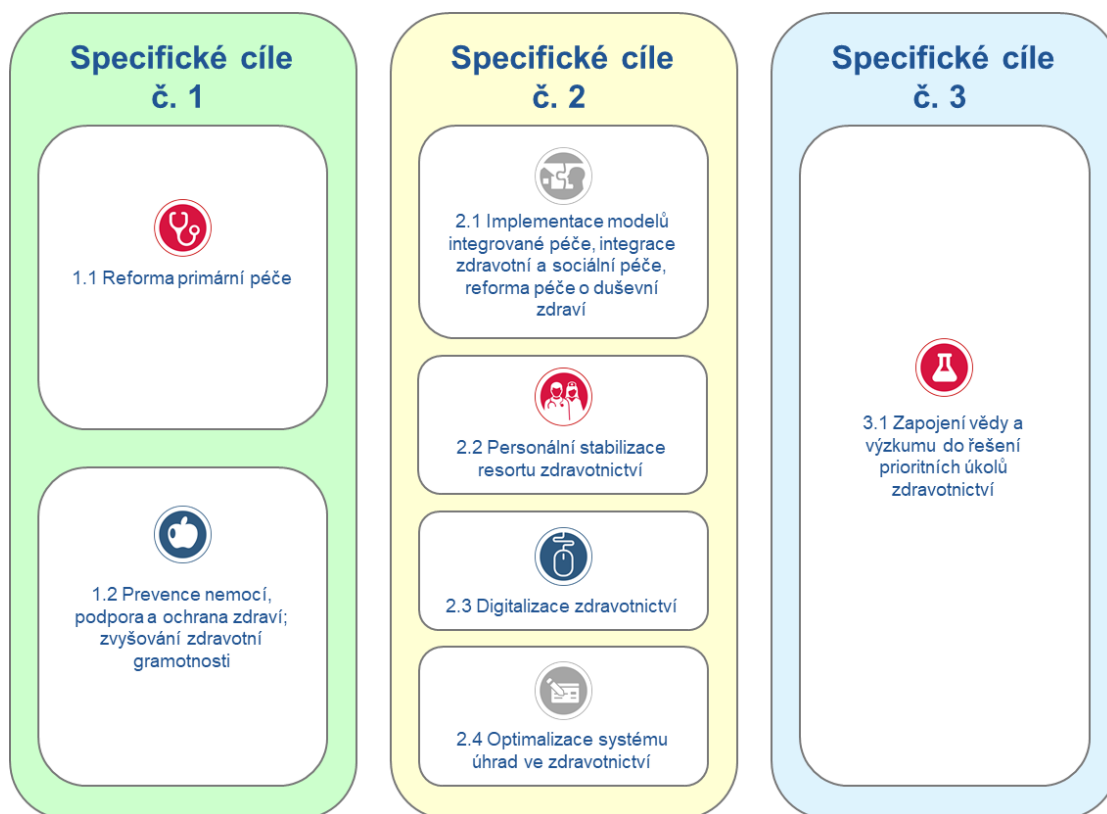 Specifické cíle
č. 1
1.1 Reforma primární péče
1.2 Prevence nemocí,
podpora a ochrana zdraví;
zvyšování zdravotní
gramotnosti
Specifické cíle
č. 2
2.1 Implementace modelů
integrované péče, integrace
zdravotní a sociální péče,
reforma péče o duševní
zdraví
2.2 Personální stabilizace
resortu zdravotnictví
2.3 Digitalizace zdravotnictví
2.4 Optimalizace systému
úhrad ve zdravotnictví
Specifické cíle
č. 3
3.1 Zapojení vědy a
výzkumu do řešení
prioritních úkolů
zdravotnictví